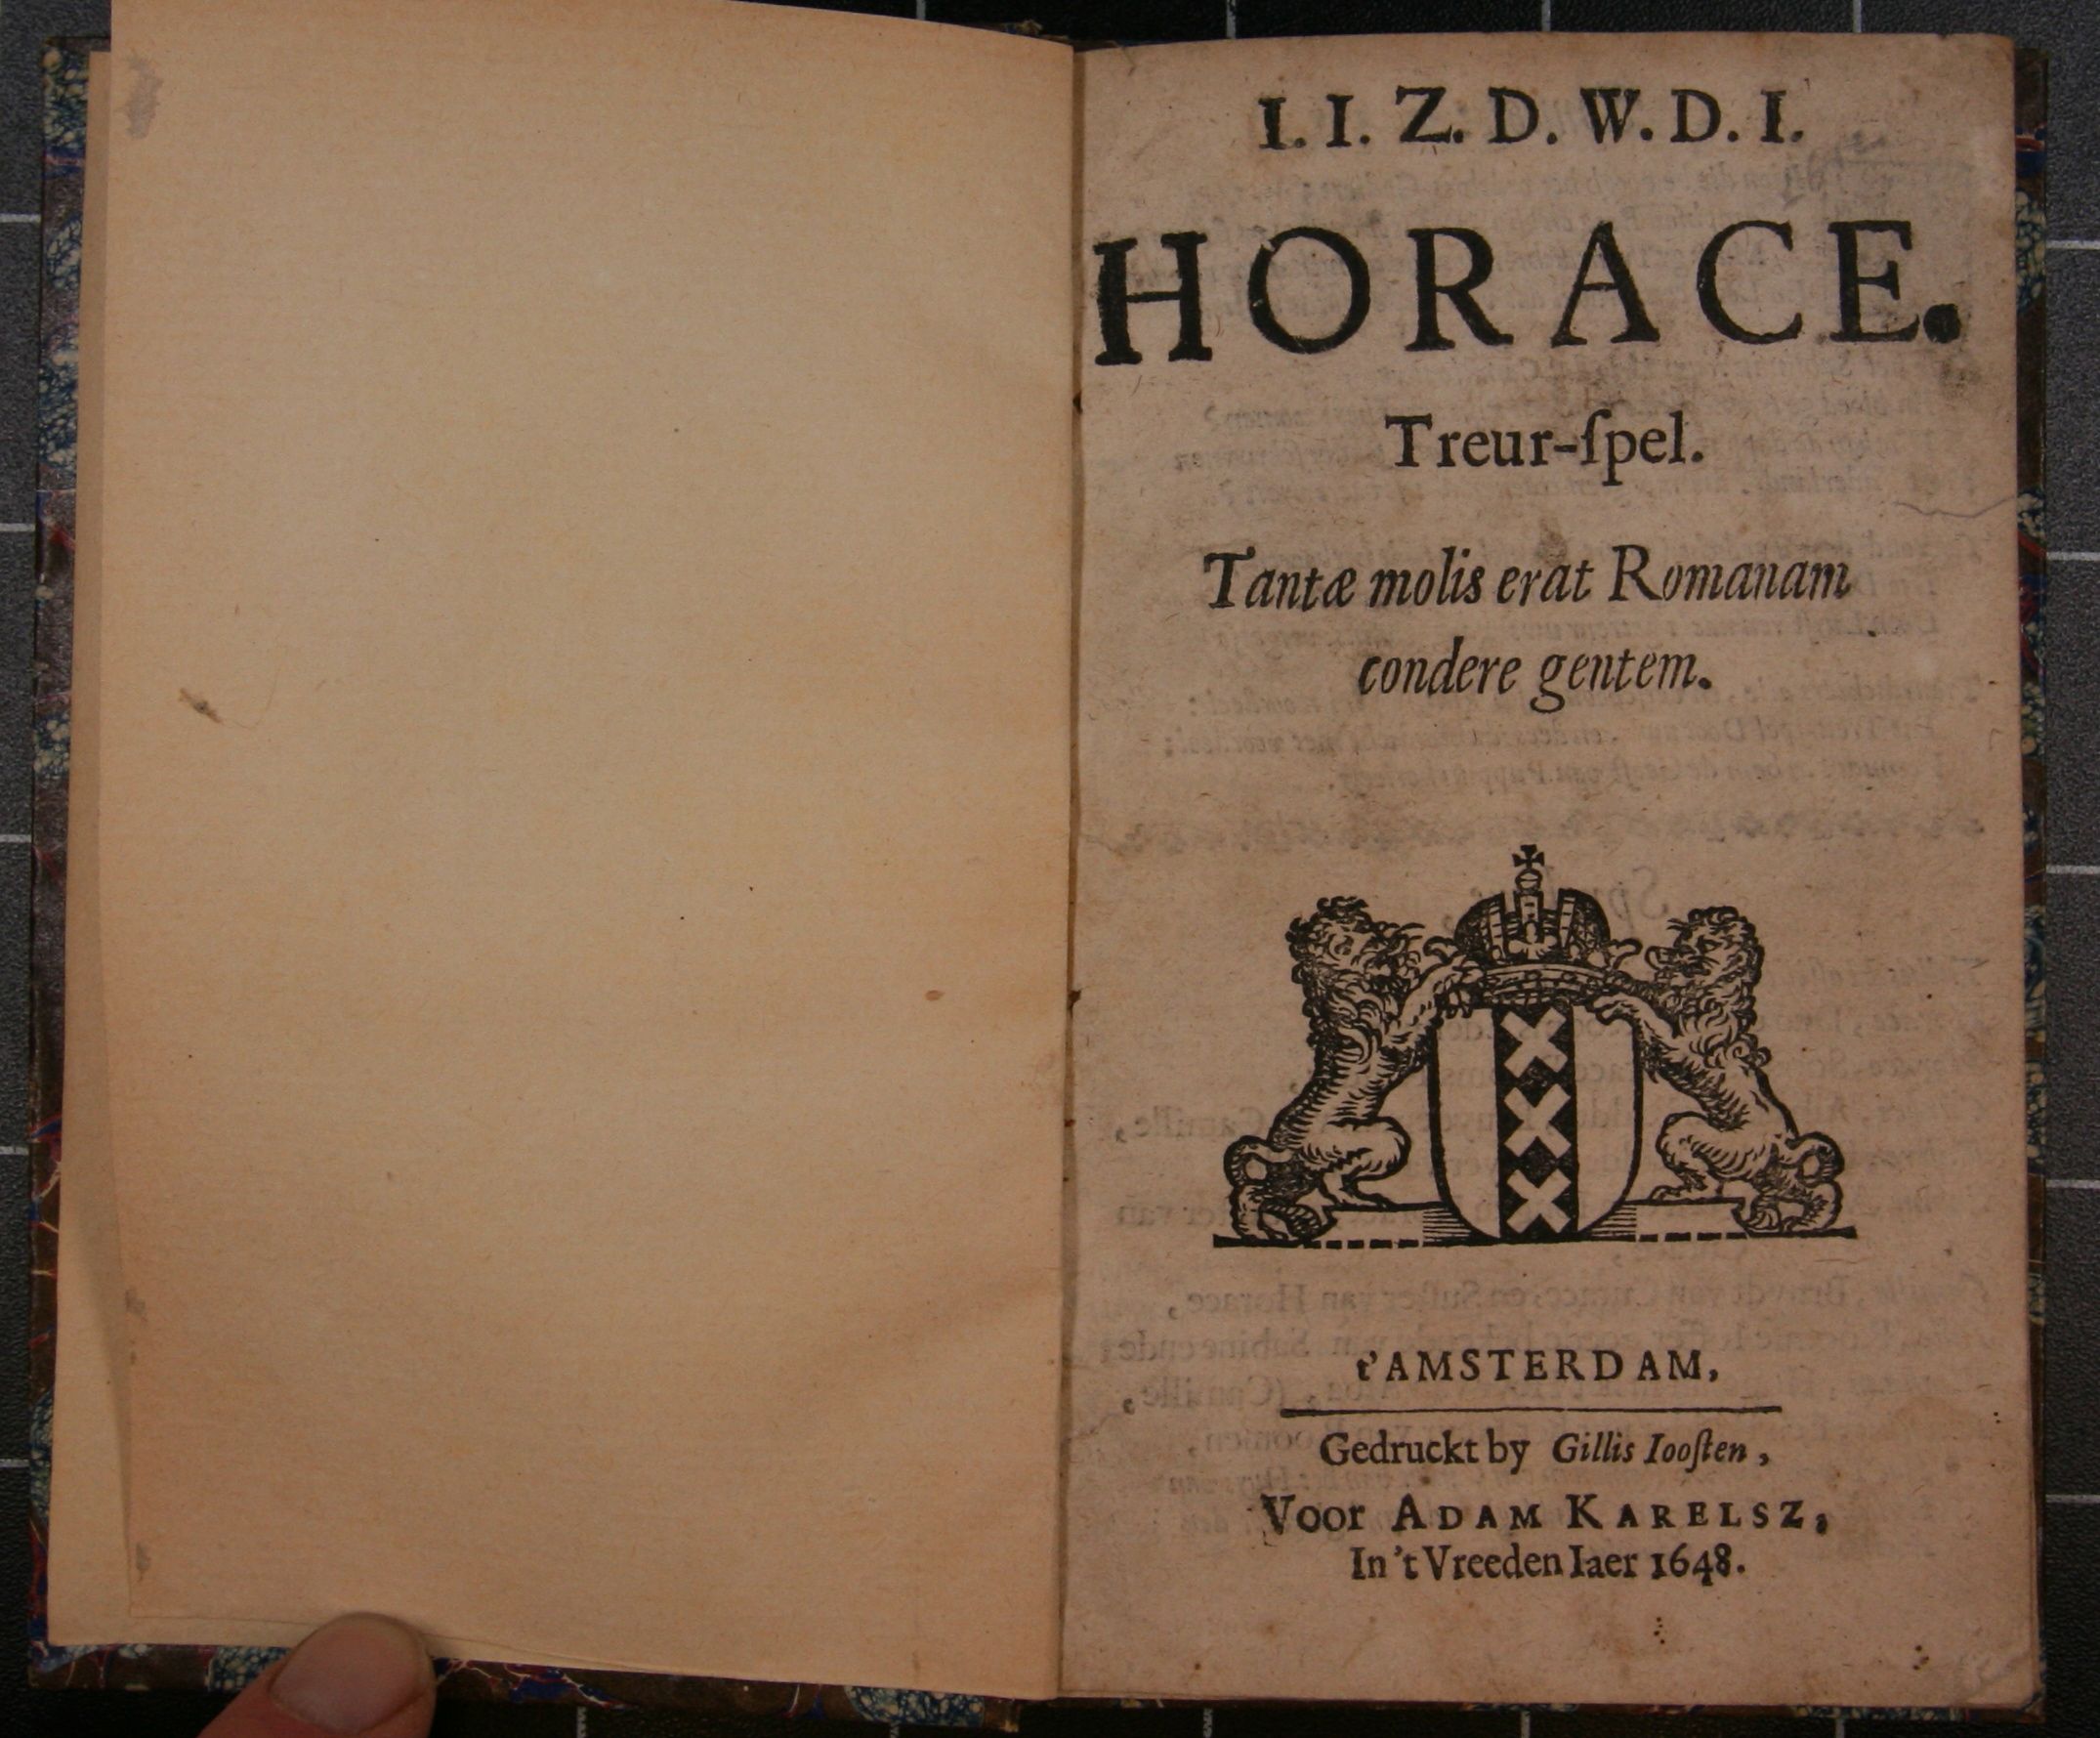 I. I. Z. D. W. D. I.
HORACE.
Treur-ſpel.
Tantæ molis erat Romanam
condere gentem.
t'AMSTERDAM,
Gedruckt by Gillis Iooſten,
Voor ADAM KARELSZ,
In 't Vreeden Iaer 1648.